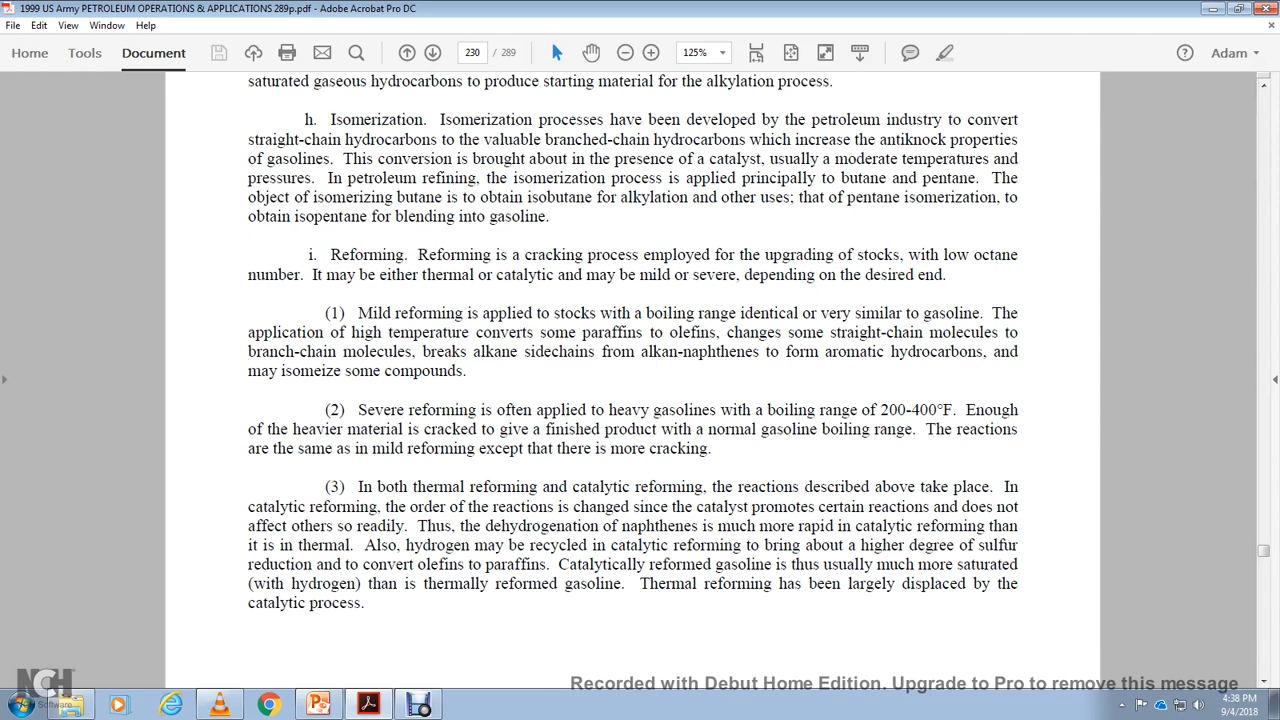 1999 US Army PETROLEUM OPERATIONS & APPLICATIONS 289p.pdf - Adobe Acrobat Pro DC
File Edit View Window Help
Home Tools Document 230 / 289 125% Adam
saturated gaseous hydrocarbons to produce starting material for the alkylation process.
h. Isomerization. Isomerization processes have been developed by the petroleum industry to convert
straight-chain hydrocarbons to the valuable branched-chain hydrocarbons which increase the antiknock properties
of gasolines. This conversion is brought about in the presence of a catalyst, usually a moderate temperatures and
pressures. In petroleum refining, the isomerization process is applied principally to butane and pentane. The
object of isomerizing butane is to obtain isobutane for alkylation and other uses; that of pentane isomerization, to
obtain isopentane for blending into gasoline.
i. Reforming. Reforming is a cracking process employed for the upgrading of stocks, with low octane
number. It may be either thermal or catalytic and may be mild or severe, depending on the desired end.
(1) Mild reforming is applied to stocks with a boiling range identical or very similar to gasoline. The
application of high temperature converts some paraffins to olefins, changes some straight-chain molecules to
branch-chain molecules, breaks alkane sidechains from alkan-naphthenes to form aromatic hydrocarbons, and
may isomeize some compounds.
(2) Severe reforming is often applied to heavy gasolines with a boiling range of 200-400°F. Enough
of the heavier material is cracked to give a finished product with a normal gasoline boiling range. The reactions
are the same as in mild reforming except that there is more cracking.
(3) In both thermal reforming and catalytic reforming, the reactions described above take place. In
catalytic reforming, the order of the reactions is changed since the catalyst promotes certain reactions and does not
affect others so readily. Thus, the dehydrogenation of naphthenes is much more rapid in catalytic reforming than
it is in thermal. Also, hydrogen may be recycled in catalytic reforming to bring about a higher degree of sulfur
reduction and to convert olefins to paraffins. Catalytically reformed gasoline is thus usually much more saturated
(with hydrogen) than is thermally reformed gasoline. Thermal reforming has been largely displaced by the
catalytic process.
NCH Software
Recorded with Debut Home Edition. Upgrade to Pro to remove this message
4:38 PM
9/4/2018